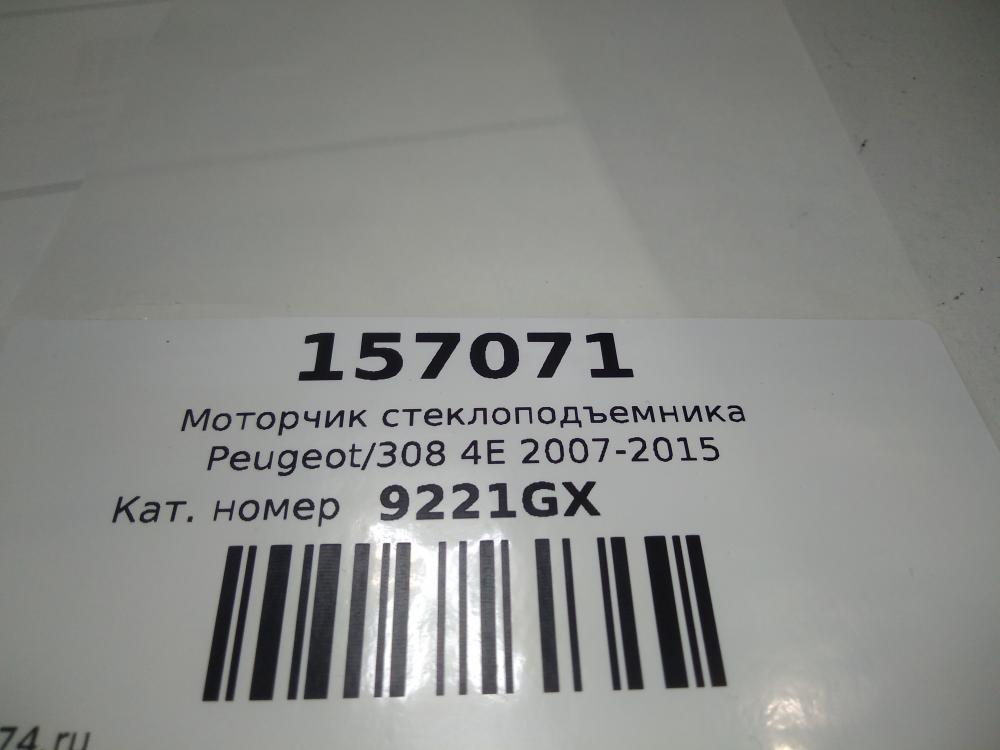 157071
Моторчик стеклоподъемника
Peugeot/308 4E 2007-2015
Кат. номер 9221GX
74.ru